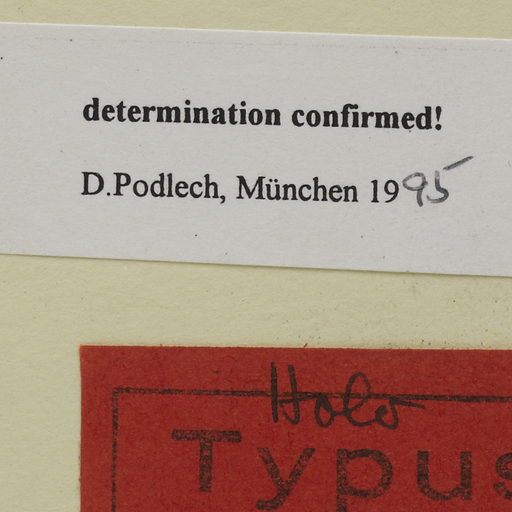 determination confirmed!
D.Podlech, München 1995
Holo
Typus